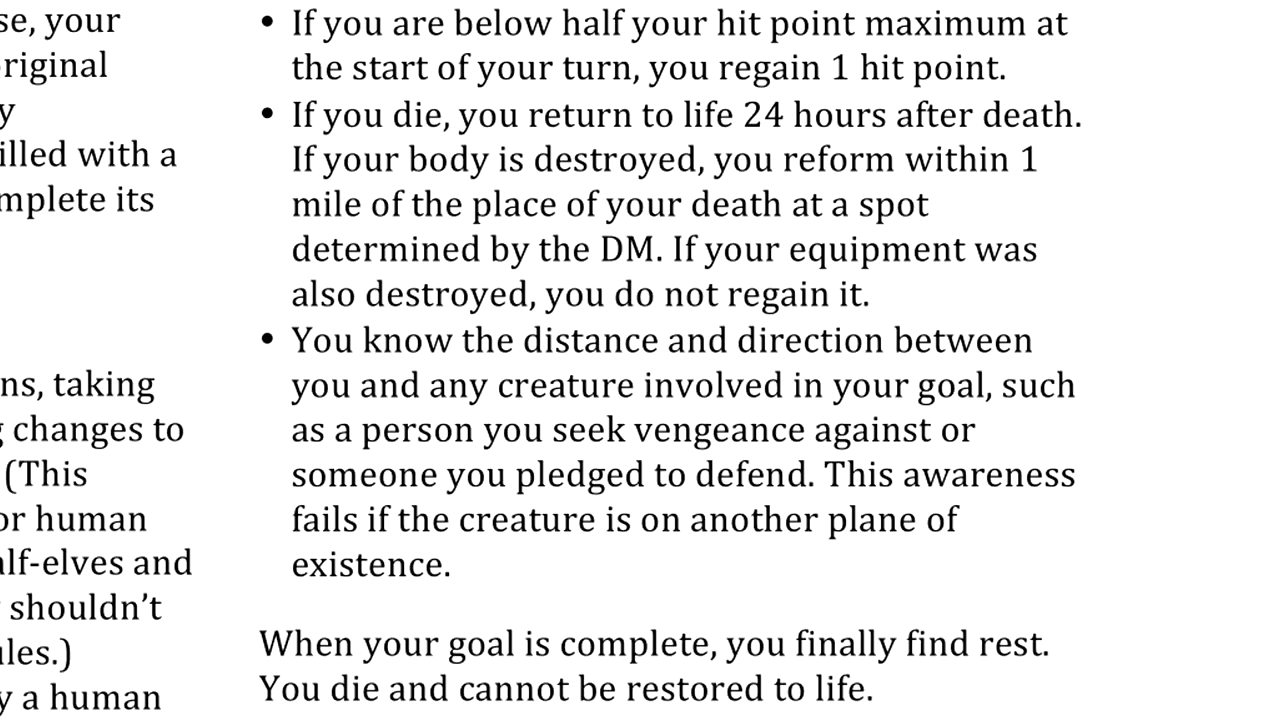 se, your
riginal
y
illed with a
mplete its
ns, taking
changes to
(This
or human
alf-elves and
shouldn't
ules.)
y a human
• If you are below half your hit point maximum at
the start of your turn, you regain 1 hit point.
• If you die, you return to life 24 hours after death.
If your body is destroyed, you reform within 1
mile of the place of your death at a spot
determined by the DM. If your equipment was
also destroyed, you do not regain it.
• You know the distance and direction between
you and any creature involved in your goal, such
as a person you seek vengeance against or
someone you pledged to defend. This awareness
fails if the creature is on another plane of
existence.
When your goal is complete, you finally find rest.
You die and cannot be restored to life.